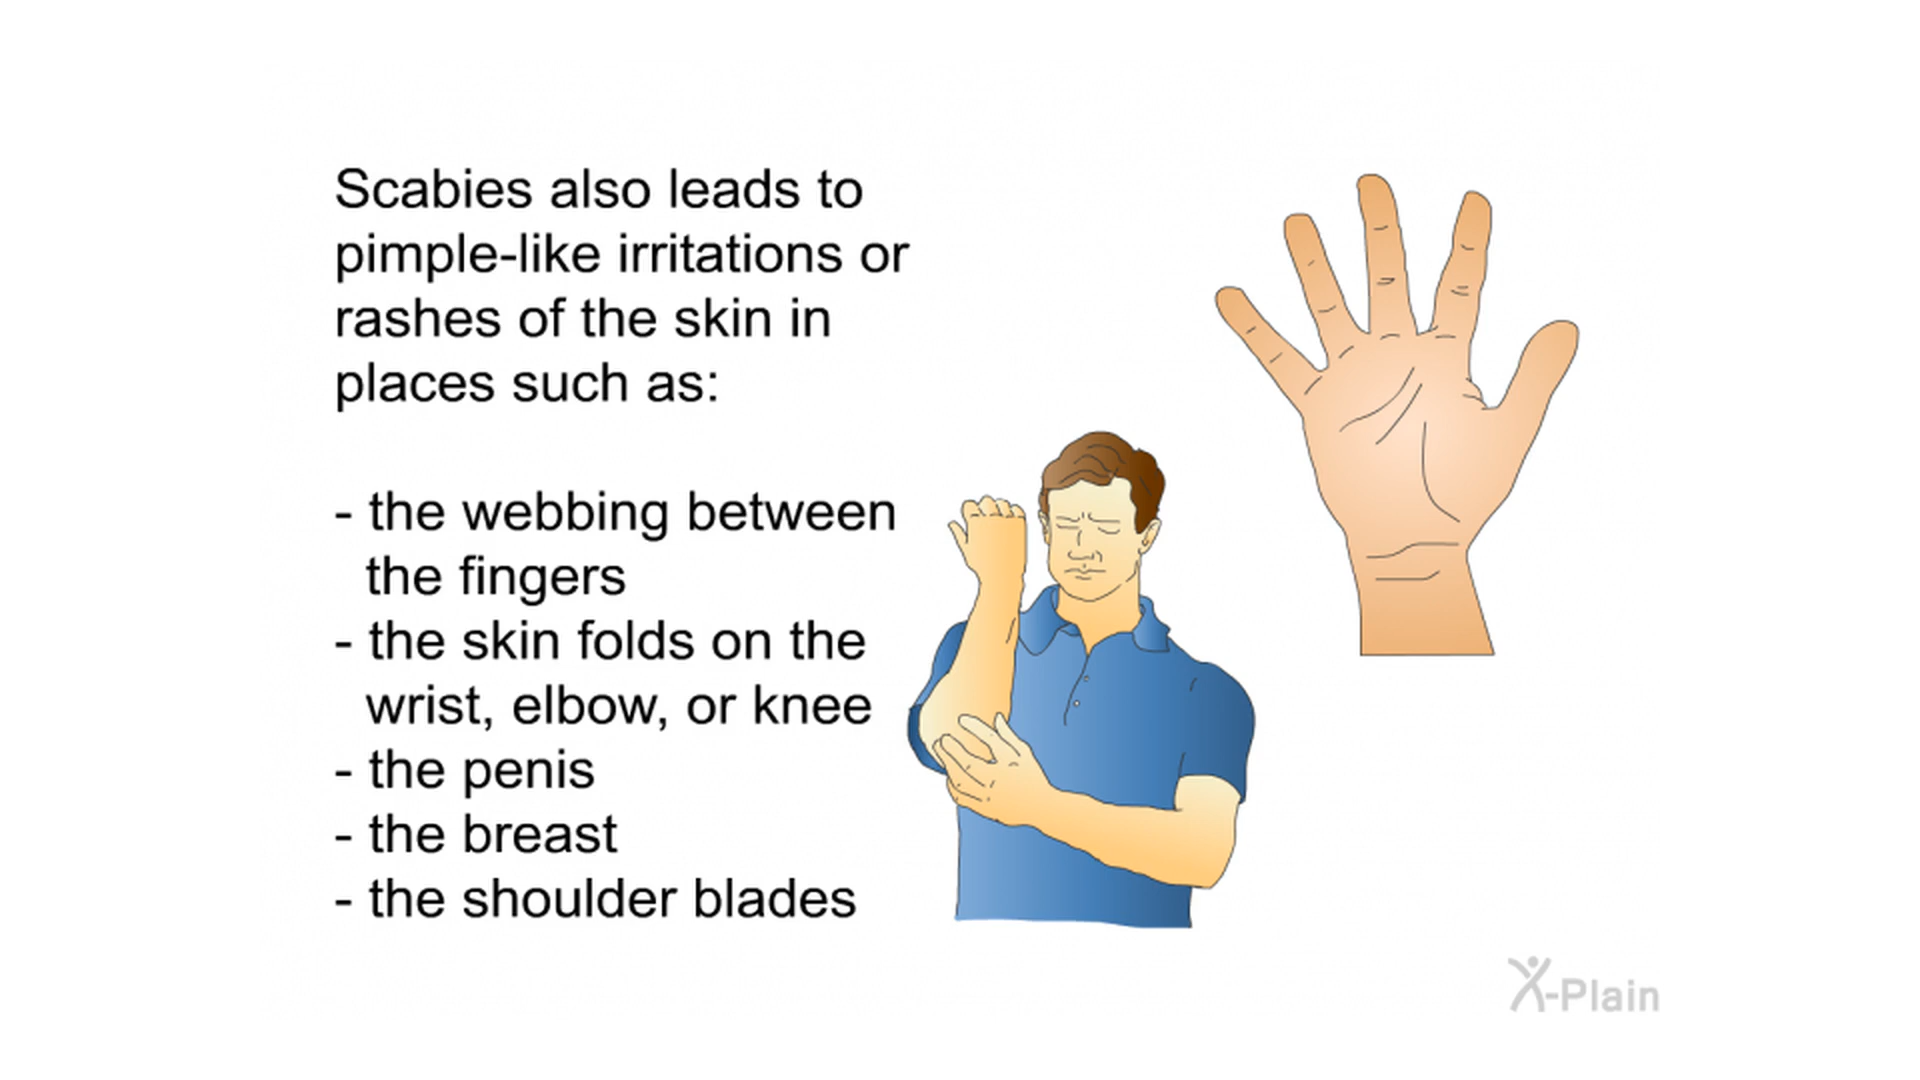 Scabies also leads to
pimple-like irritations or
rashes of the skin in
places such as:
- the webbing between
the fingers
- the skin folds on the
wrist, elbow, or knee
- the penis
- the breast
- the shoulder blades
X-Plain